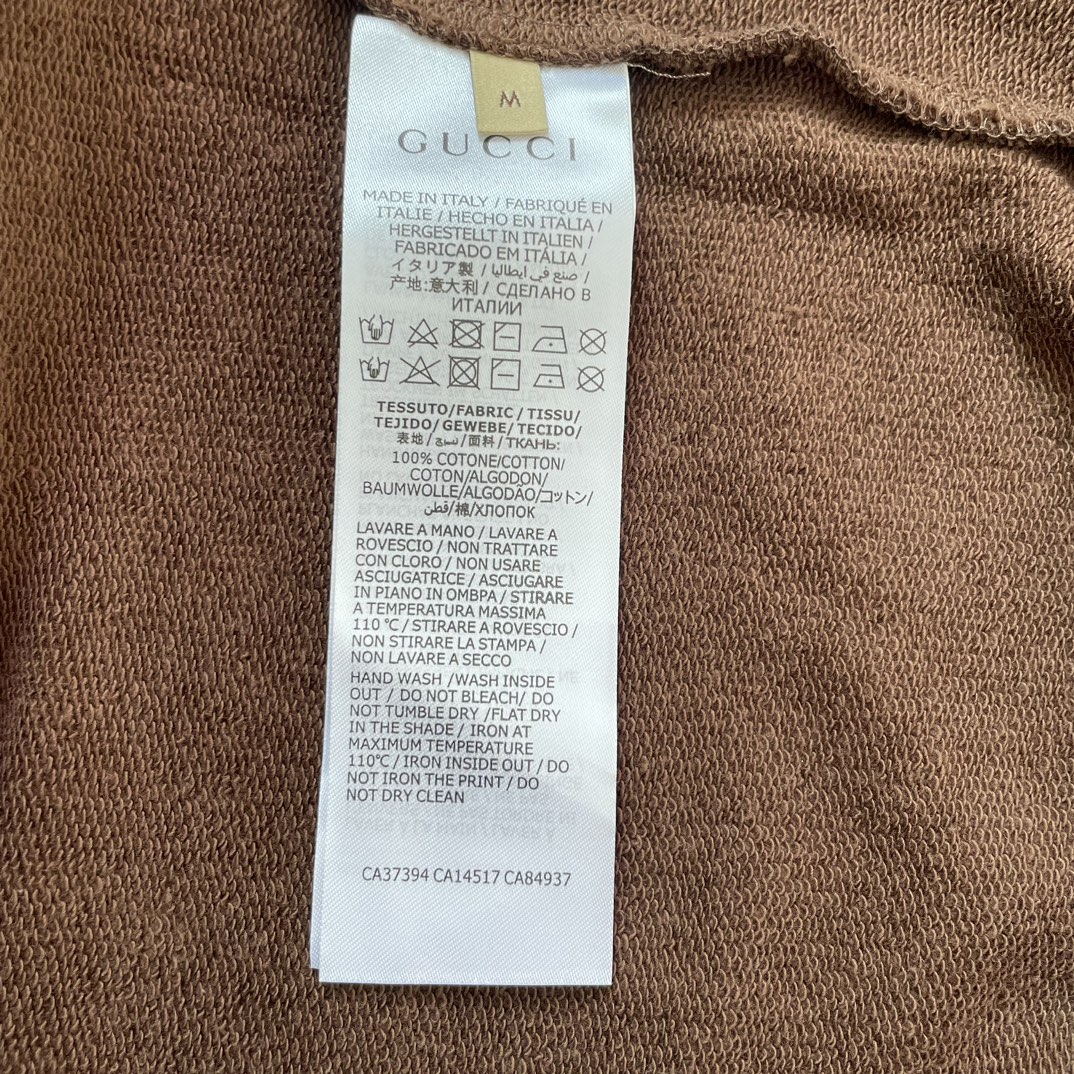 M
GUCCI
MADE IN ITALY / FABRIQUÉ EN
ITALIE / HECHO EN ITALIA /
HERGESTELLT IN ITALIEN /
FABRICADO EM ITÁLIA /
イタリア製 / صنع في ايطاليا /
产地:意大利 / СДЕЛАНО В
ИТАЛИИ
TESSUTO/FABRIC / TISSU/
TEJIDO/GEWEBE/TECIDO/
表地/نسيج/面料/ТКАНЬ:
100% COTONE/COTTON/
COTON/ALGODON/
BAUMWOLLE/ALGODÃO/コットン/
قطن/棉/ХЛОПОК
LAVARE A MANO / LAVARE A
ROVESCIO / NON TRATTARE
CON CLORO / NON USARE
ASCIUGATRICE / ASCIUGARE
IN PIANO IN OMBPA / STIRARE
A TEMPERATURA MASSIMA
110 °C / STIRARE A ROVESCIO /
NON STIRARE LA STAMPA /
NON LAVARE A SECCO
HAND WASH /WASH INSIDE
OUT / DO NOT BLEACH/ DO
NOT TUMBLE DRY /FLAT DRY
IN THE SHADE / IRON AT
MAXIMUM TEMPERATURE
110°C / IRON INSIDE OUT / DO
NOT IRON THE PRINT / DO
NOT DRY CLEAN
CA37394 CA14517 CA84937